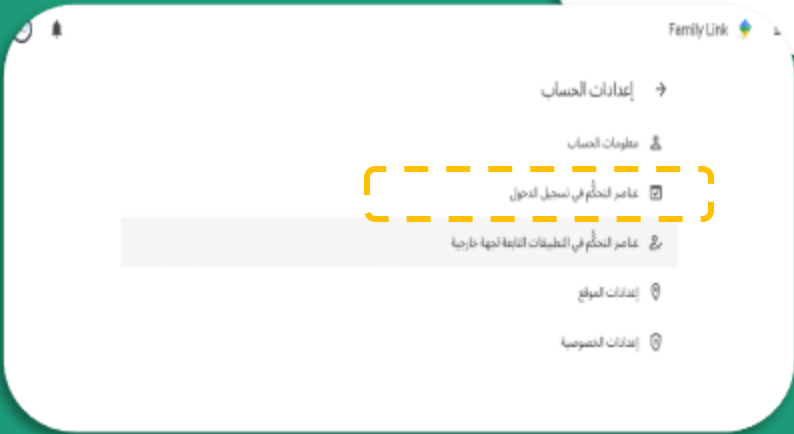 Family Link
إعدادات الحساب
معلومات الحساب
عناصر التحكُّم في تسجيل الدخول
عناصر التحكُّم في التطبيقات التابعة لجهة خارجية
إعدادات الموقع
إعدادات الخصوصية